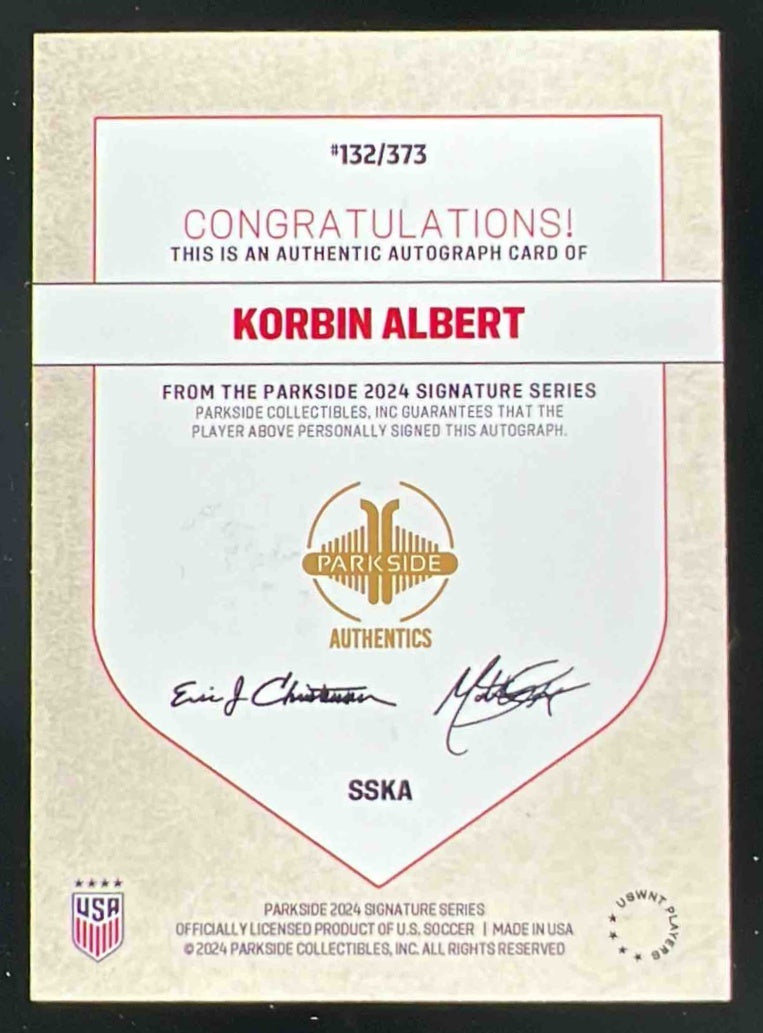 #132/373
CONGRATULATIONS!
THIS IS AN AUTHENTIC AUTOGRAPH CARD OF
KORBIN ALBERT
FROM THE PARKSIDE 2024 SIGNATURE SERIES
PARKSIDE COLLECTIBLES, INC GUARANTEES THAT THE
PLAYER ABOVE PERSONALLY SIGNED THIS AUTOGRAPH.
PARKSIDE
AUTHENTICS
Eric J
SSKA
USA
PARKSIDE 2024 SIGNATURE SERIES
OFFICIALLY LICENSED PRODUCT OF U.S. SOCCER | MADE IN USA
© 2024 PARKSIDE COLLECTIBLES, INC. ALL RIGHTS RESERVED
USWNT PLAYERS